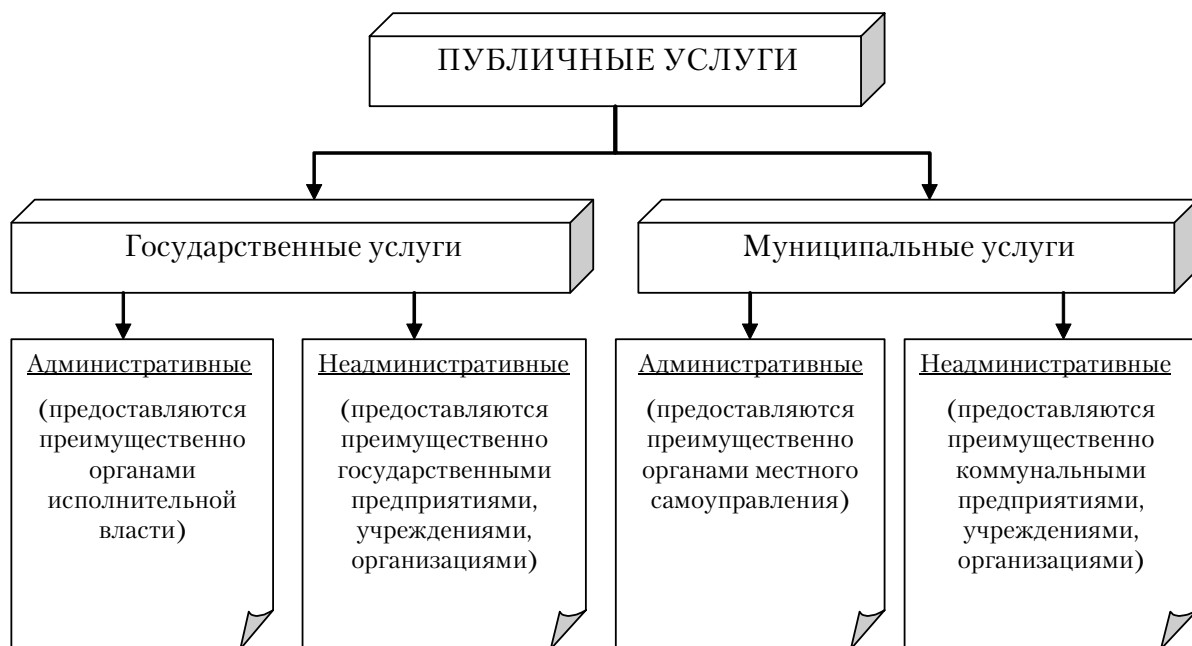 ПУБЛИЧНЫЕ УСЛУГИ
Государственные услуги
Муниципальные услуги
Административные
(предоставляются
преимущественно
органами
исполнительной
власти)
Неадминистративные
(предоставляются
преимущественно
государственными
предприятиями,
учреждениями,
организациями)
Административные
(предоставляются
преимущественно
органами местного
самоуправления)
Неадминистративные
(предоставляются
преимущественно
коммунальными
предприятиями,
учреждениями,
организациями)